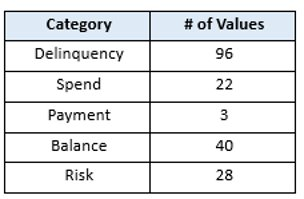 Category # of Values
Delinquency 96
Spend 22
Payment 3
Balance 40
Risk 28